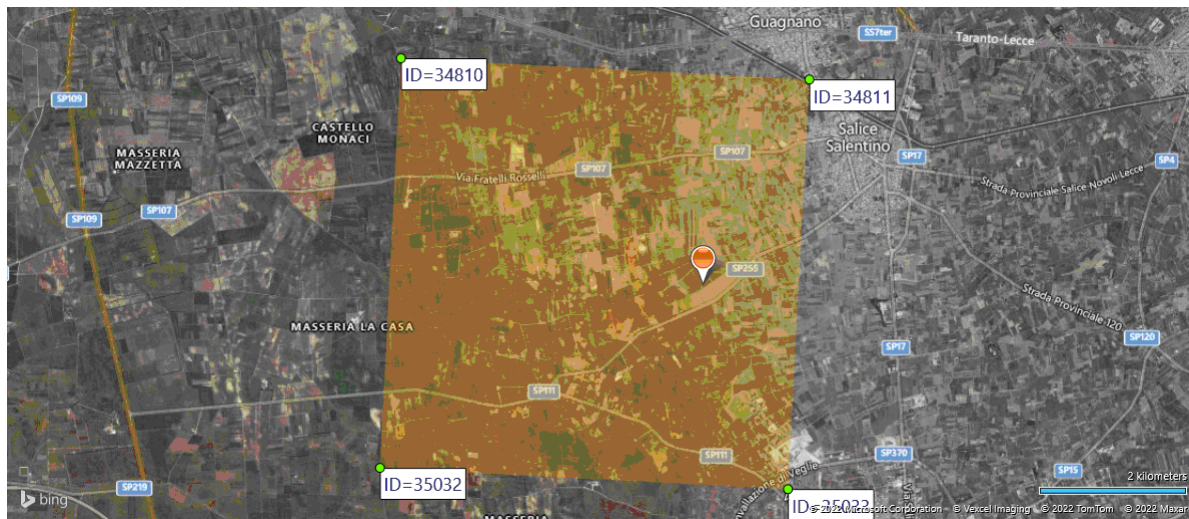 Guagnano
SS7ter
Taranto-Lecce
ID=34810
ID=34811
SP109
CASTELLO
MONACI
MASSERIA
MAZZETTA
Salice
Salentino
SP107
SP107
SP17
SP4
Via Fratelli Rosselli
Strada Provinciale Salice Novoli Lecce
SP107
SP109
SP255
Strada Provinciale 120
MASSERIA LA CASA
SP17
SP120
SP111
SP111
SP370
SP15
ID=35032
2 kilometers
SP219
bing
ID=35033
MASSERIA
© 2022 Microsoft Corporation © Vexcel Imaging © 2022 TomTom © 2022 Maxar